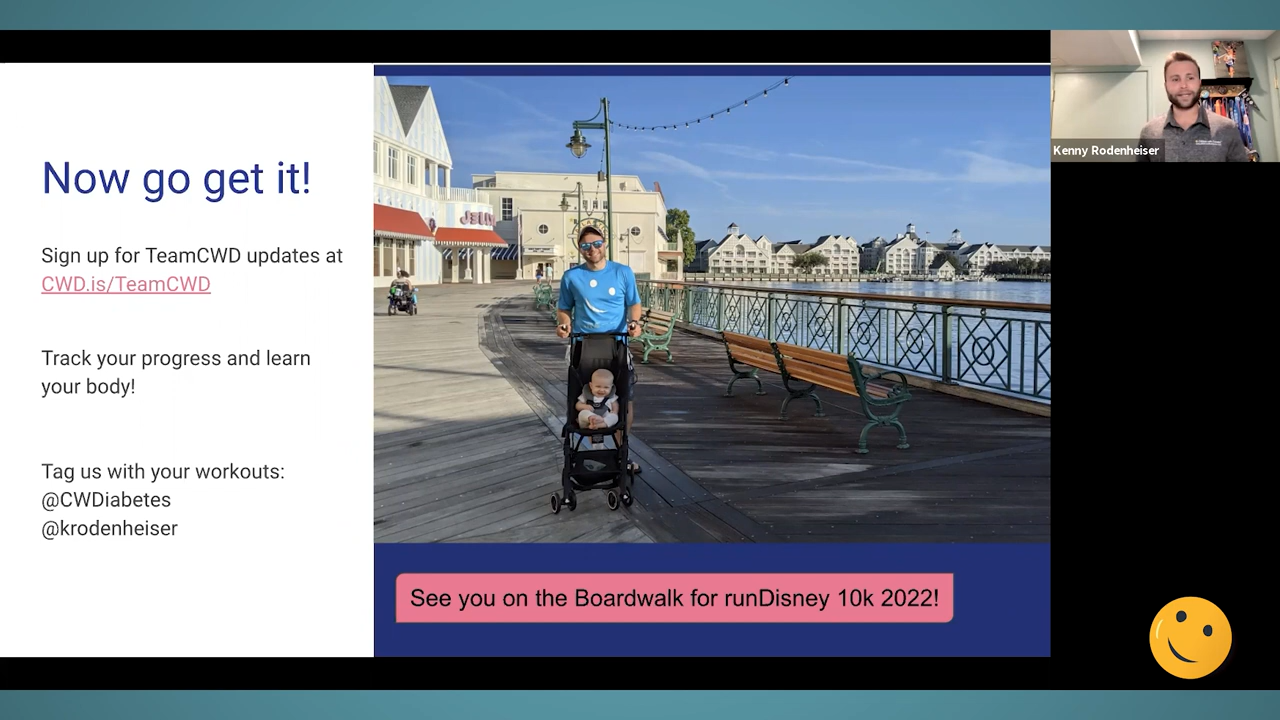 Now go get it!
Sign up for TeamCWD updates at
CWD.is/TeamCWD
Track your progress and learn
your body!
Tag us with your workouts:
@CWDiabetes
@krodenheiser
See you on the Boardwalk for runDisney 10k 2022!
Kenny Rodenheiser